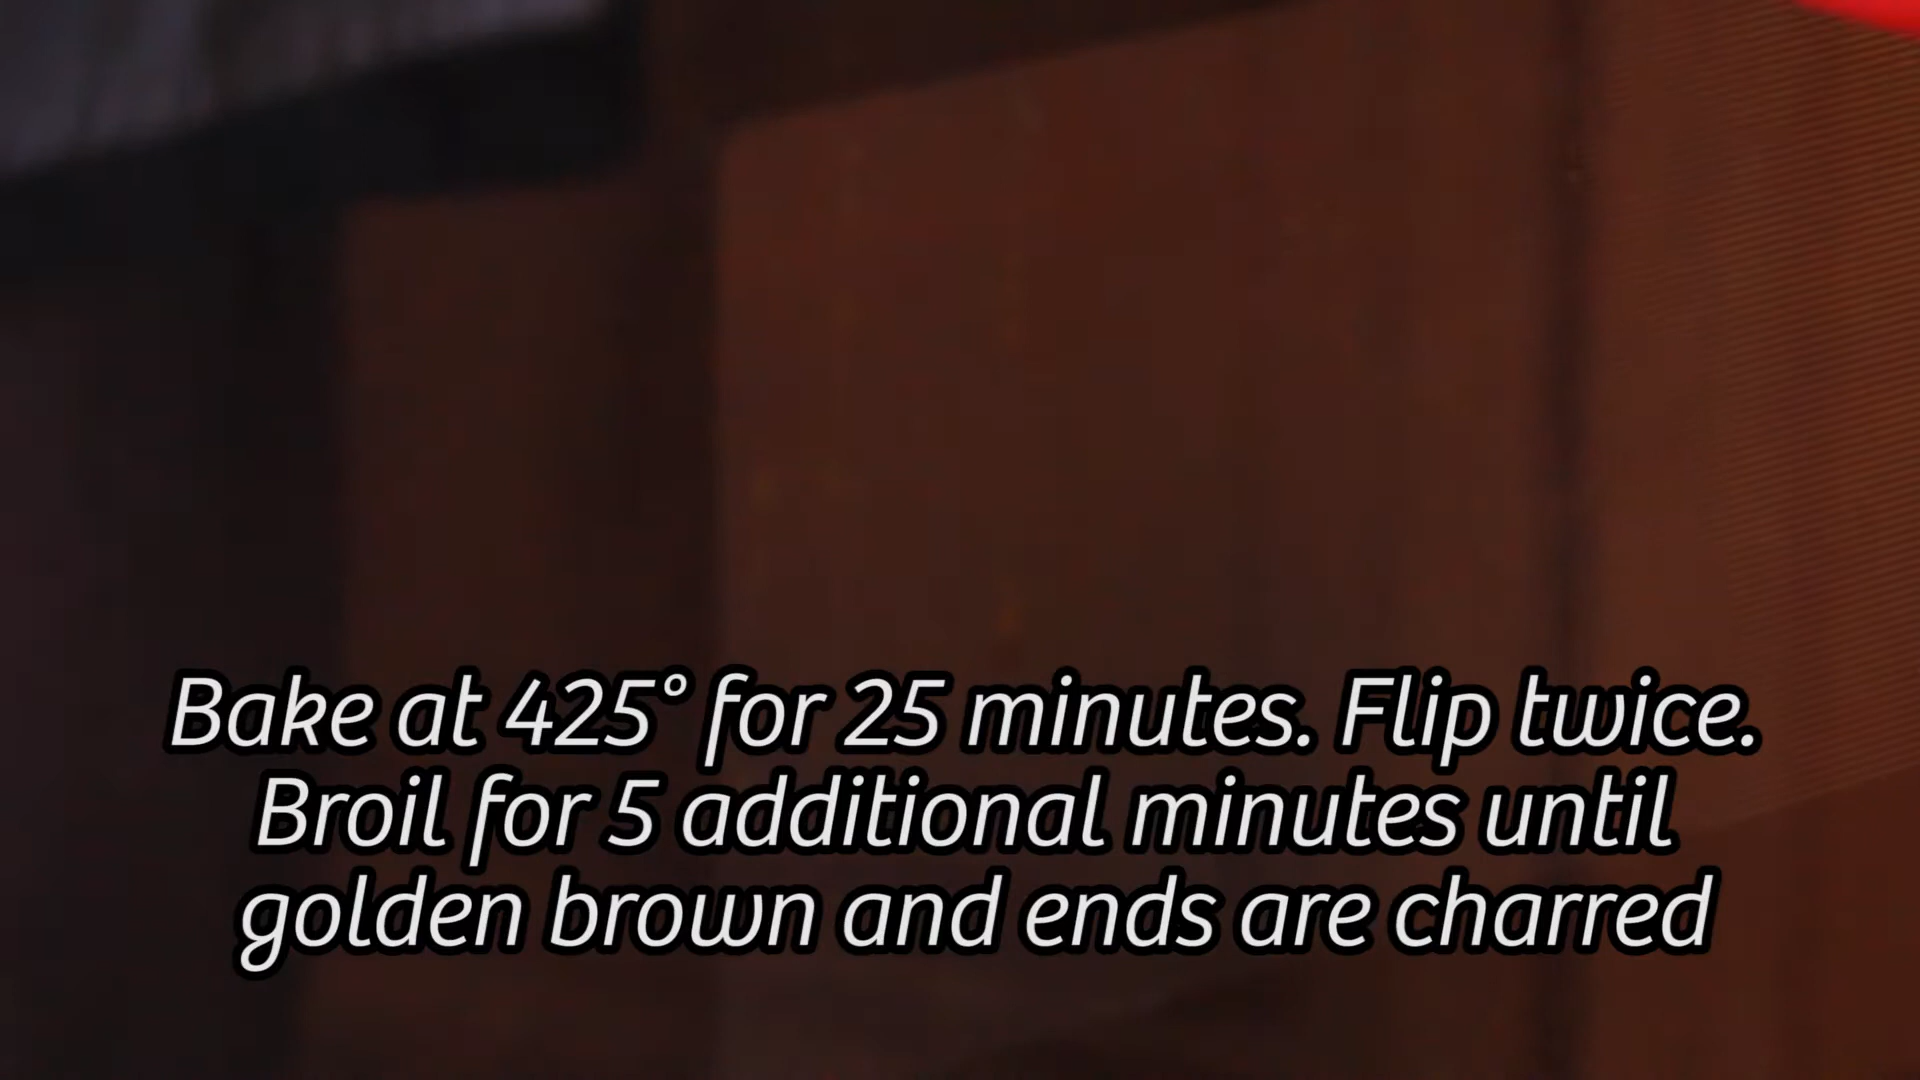 Bake at 425° for 25 minutes. Flip twice.
Broil for 5 additional minutes until
golden brown and ends are charred